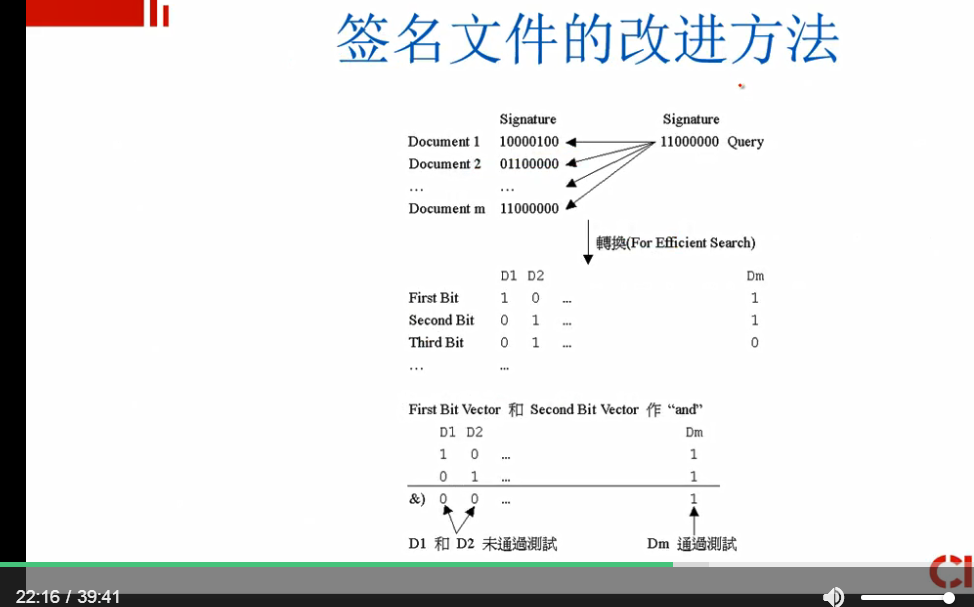 签名文件的改进方法
Signature Signature
Document 1 10000100 11000000 Query
Document 2 01100000
... ...
Document m 11000000
轉換(For Efficient Search)
D1 D2 Dm
First Bit 1 0 ... 1
Second Bit 0 1 ... 1
Third Bit 0 1 ... 0
... ...
First Bit Vector 和 Second Bit Vector 作 “and”
D1 D2 Dm
1 0 ... 1
0 1 ... 1
&) 0 0 ... 1
D1 和 D2 未通過測試 Dm 通過測試
CI
22:16 / 39:41